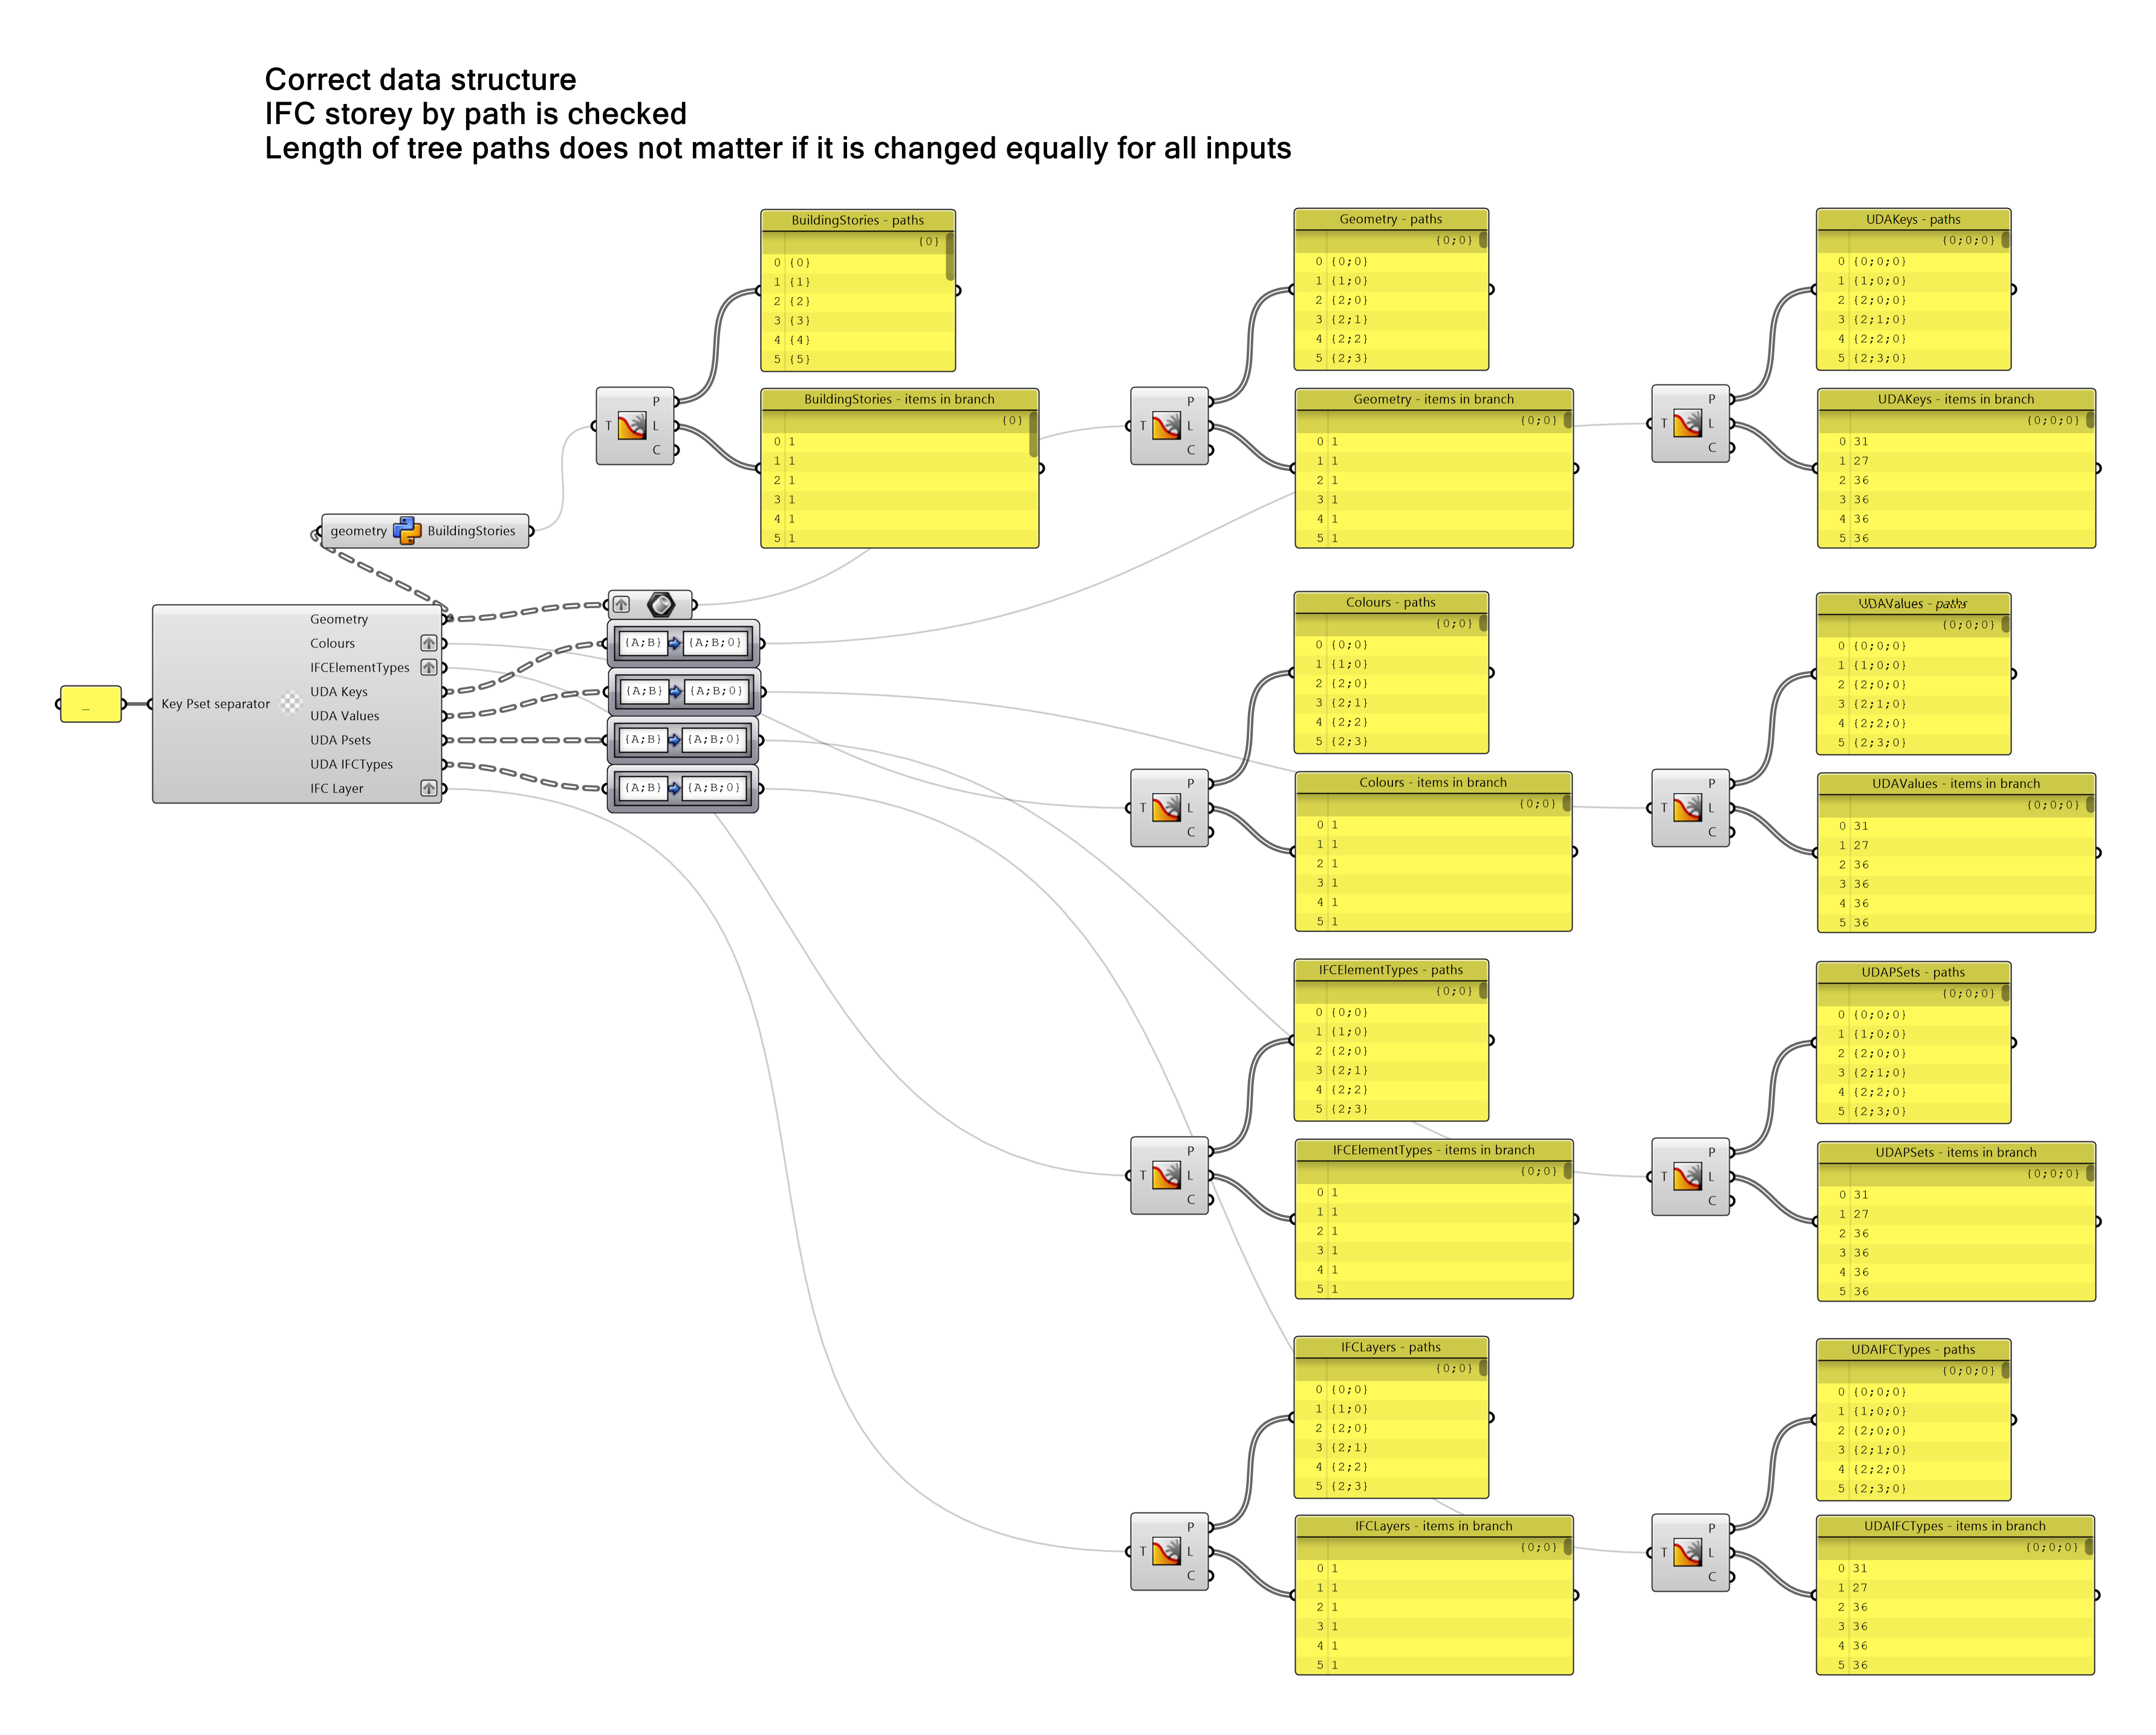 Correct data structure
IFC storey by path is checked
Length of tree paths does not matter if it is changed equally for all inputs
BuildingStories - paths
{0}
0 {0}
1 {1}
2 {2}
3 {3}
4 {4}
5 {5}
Geometry - paths
{0;0}
0 {0;0}
1 {1;0}
2 {2;0}
3 {2;1}
4 {2;2}
5 {2;3}
UDAKeys - paths
{0;0;0}
0 {0;0;0}
1 {1;0;0}
2 {2;0;0}
3 {2;1;0}
4 {2;2;0}
5 {2;3;0}
T P L C
BuildingStories - items in branch
{0}
0 1
1 1
2 1
3 1
4 1
5 1
T P L C
Geometry - items in branch
{0;0}
0 1
1 1
2 1
3 1
4 1
5 1
T P L C
UDAKeys - items in branch
{0;0;0}
0 31
1 27
2 36
3 36
4 36
5 36
geometry BuildingStories
_
Key Pset separator
Geometry
Colours
IFCElementTypes
UDA Keys
UDA Values
UDA Psets
UDA IFCTypes
IFC Layer
{A;B} {A;B;0}
{A;B} {A;B;0}
{A;B} {A;B;0}
{A;B} {A;B;0}
Colours - paths
{0;0}
0 {0;0}
1 {1;0}
2 {2;0}
3 {2;1}
4 {2;2}
5 {2;3}
UDAValues - paths
{0;0;0}
0 {0;0;0}
1 {1;0;0}
2 {2;0;0}
3 {2;1;0}
4 {2;2;0}
5 {2;3;0}
T P L C
Colours - items in branch
{0;0}
0 1
1 1
2 1
3 1
4 1
5 1
T P L C
UDAValues - items in branch
{0;0;0}
0 31
1 27
2 36
3 36
4 36
5 36
IFCElementTypes - paths
{0;0}
0 {0;0}
1 {1;0}
2 {2;0}
3 {2;1}
4 {2;2}
5 {2;3}
UDAPSets - paths
{0;0;0}
0 {0;0;0}
1 {1;0;0}
2 {2;0;0}
3 {2;1;0}
4 {2;2;0}
5 {2;3;0}
T P L C
IFCElementTypes - items in branch
{0;0}
0 1
1 1
2 1
3 1
4 1
5 1
T P L C
UDAPSets - items in branch
{0;0;0}
0 31
1 27
2 36
3 36
4 36
5 36
IFCLayers - paths
{0;0}
0 {0;0}
1 {1;0}
2 {2;0}
3 {2;1}
4 {2;2}
5 {2;3}
UDAIFCTypes - paths
{0;0;0}
0 {0;0;0}
1 {1;0;0}
2 {2;0;0}
3 {2;1;0}
4 {2;2;0}
5 {2;3;0}
T P L C
IFCLayers - items in branch
{0;0}
0 1
1 1
2 1
3 1
4 1
5 1
T P L C
UDAIFCTypes - items in branch
{0;0;0}
0 31
1 27
2 36
3 36
4 36
5 36